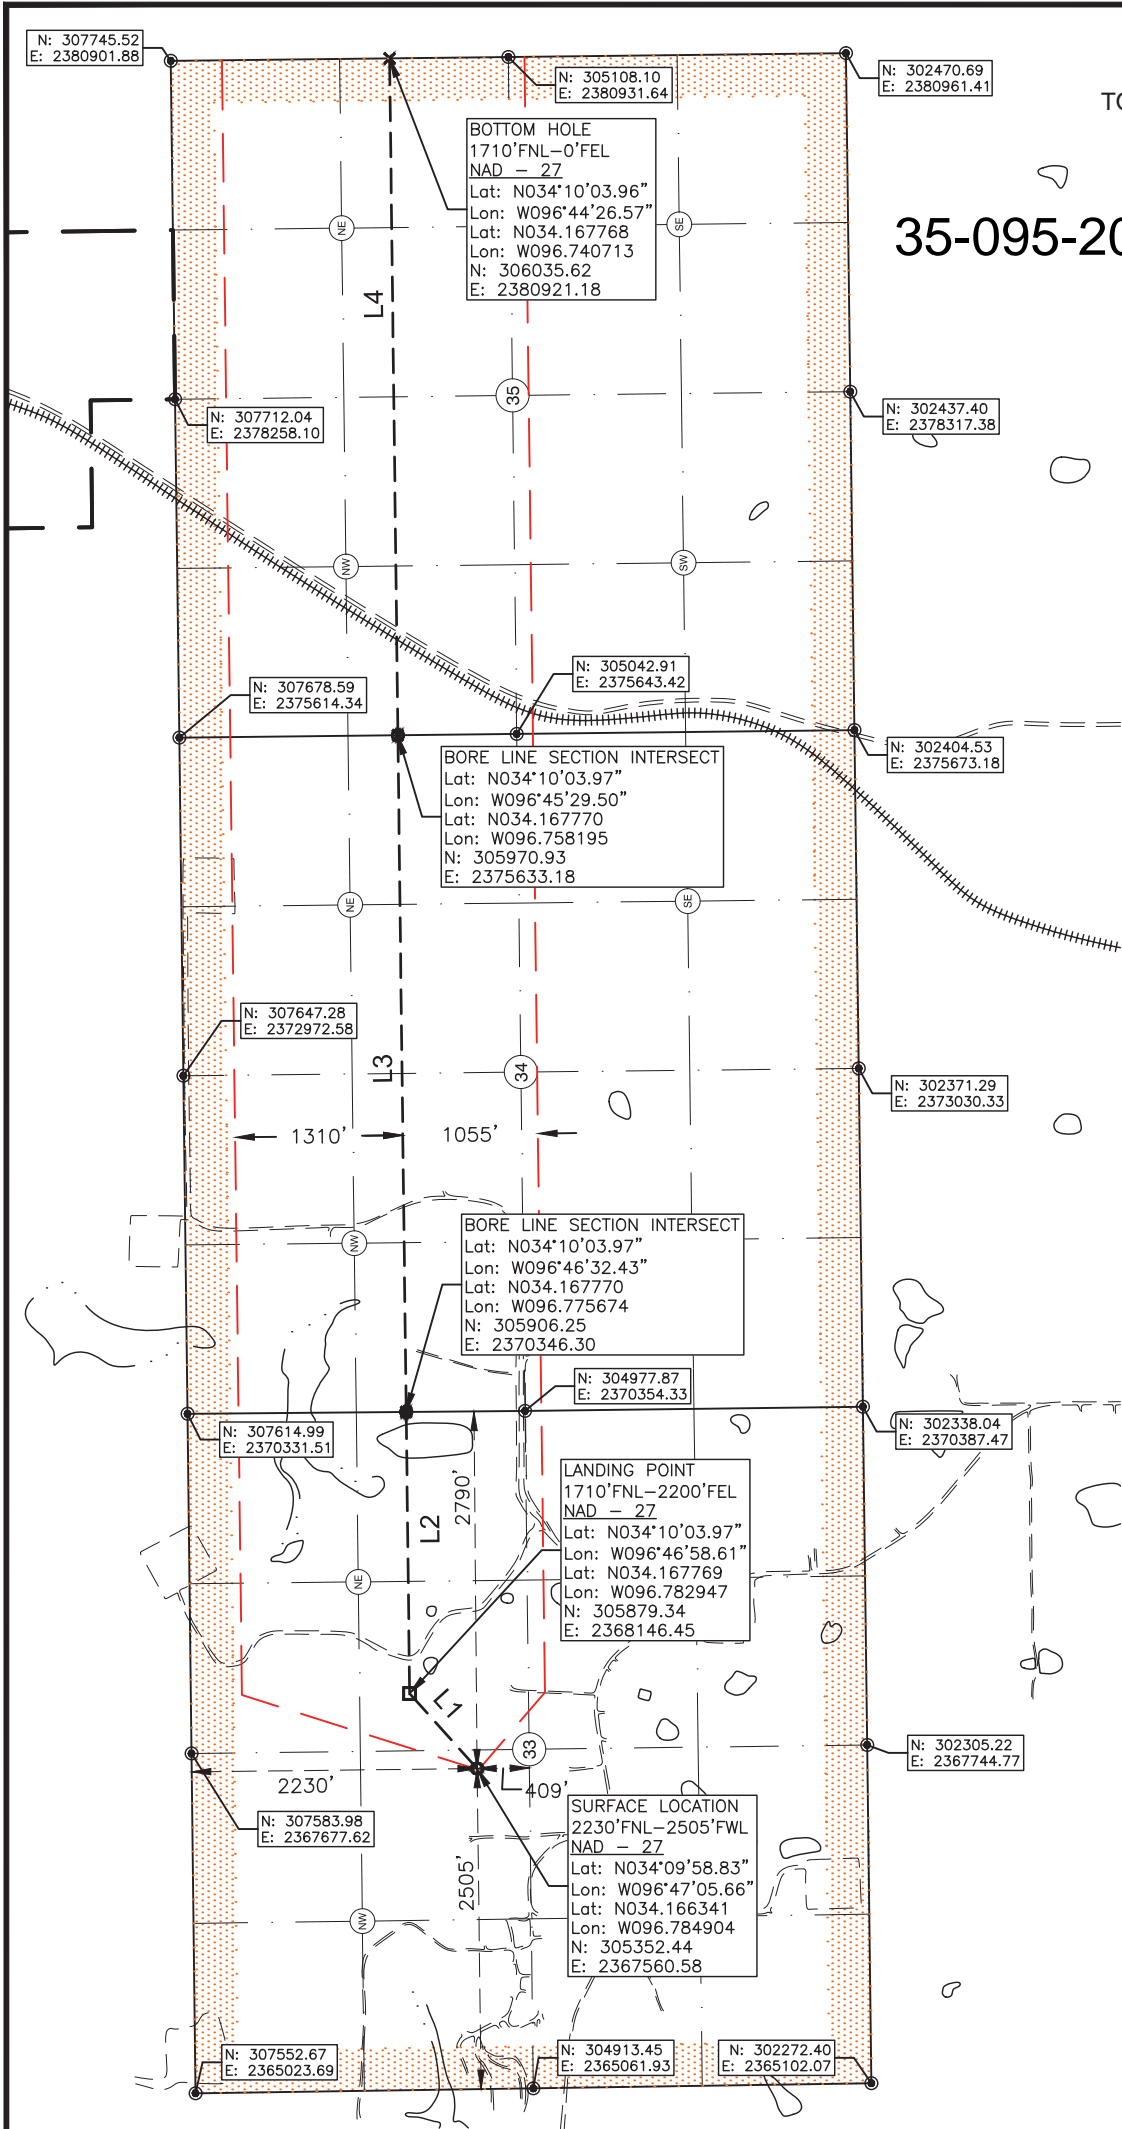 N: 307745.52
E: 2380901.88
N: 305108.10
E: 2380931.64
N: 302470.69
E: 2380961.41
BOTTOM HOLE
1710'FNL-0'FEL
NAD - 27
Lat: N034°10'03.96"
Lon: W096°44'26.57"
Lat: N034.167768
Lon: W096.740713
N: 306035.62
E: 2380921.18
35-095-20
NE
SE
L4
35
N: 307712.04
E: 2378258.10
N: 302437.40
E: 2378317.38
NW
SW
N: 307678.59
E: 2375614.34
N: 305042.91
E: 2375643.42
N: 302404.53
E: 2375673.18
BORE LINE SECTION INTERSECT
Lat: N034°10'03.97"
Lon: W096°45'29.50"
Lat: N034.167770
Lon: W096.758195
N: 305970.93
E: 2375633.18
NE
SE
N: 307647.28
E: 2372972.58
L3
34
N: 302371.29
E: 2373030.33
1310'
1055'
NW
BORE LINE SECTION INTERSECT
Lat: N034°10'03.97"
Lon: W096°46'32.43"
Lat: N034.167770
Lon: W096.775674
N: 305906.25
E: 2370346.30
N: 304977.87
E: 2370354.33
N: 307614.99
E: 2370331.51
N: 302338.04
E: 2370387.47
L2
2790'
LANDING POINT
1710'FNL-2200'FEL
NAD - 27
Lat: N034°10'03.97"
Lon: W096°46'58.61"
Lat: N034.167769
Lon: W096.782947
N: 305879.34
E: 2368146.45
NE
L1
33
N: 302305.22
E: 2367744.77
2230'
409'
N: 307583.98
E: 2367677.62
SURFACE LOCATION
2230'FNL-2505'FWL
NAD - 27
Lat: N034°09'58.83"
Lon: W096°47'05.66"
Lat: N034.166341
Lon: W096.784904
N: 305352.44
E: 2367560.58
2505'
NW
N: 307552.67
E: 2365023.69
N: 304913.45
E: 2365061.93
N: 302272.40
E: 2365102.07